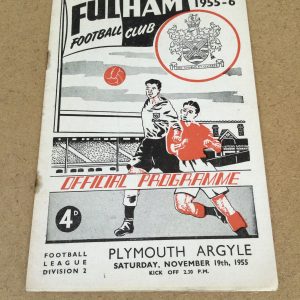 FULHAM 1955-6
FOOTBALL CLUB
OFFICIAL PROGRAMME
4D
FOOTBALL
LEAGUE
DIVISION 2
PLYMOUTH ARGYLE
SATURDAY, NOVEMBER 19th, 1955
KICK OFF 2.30 P.M.